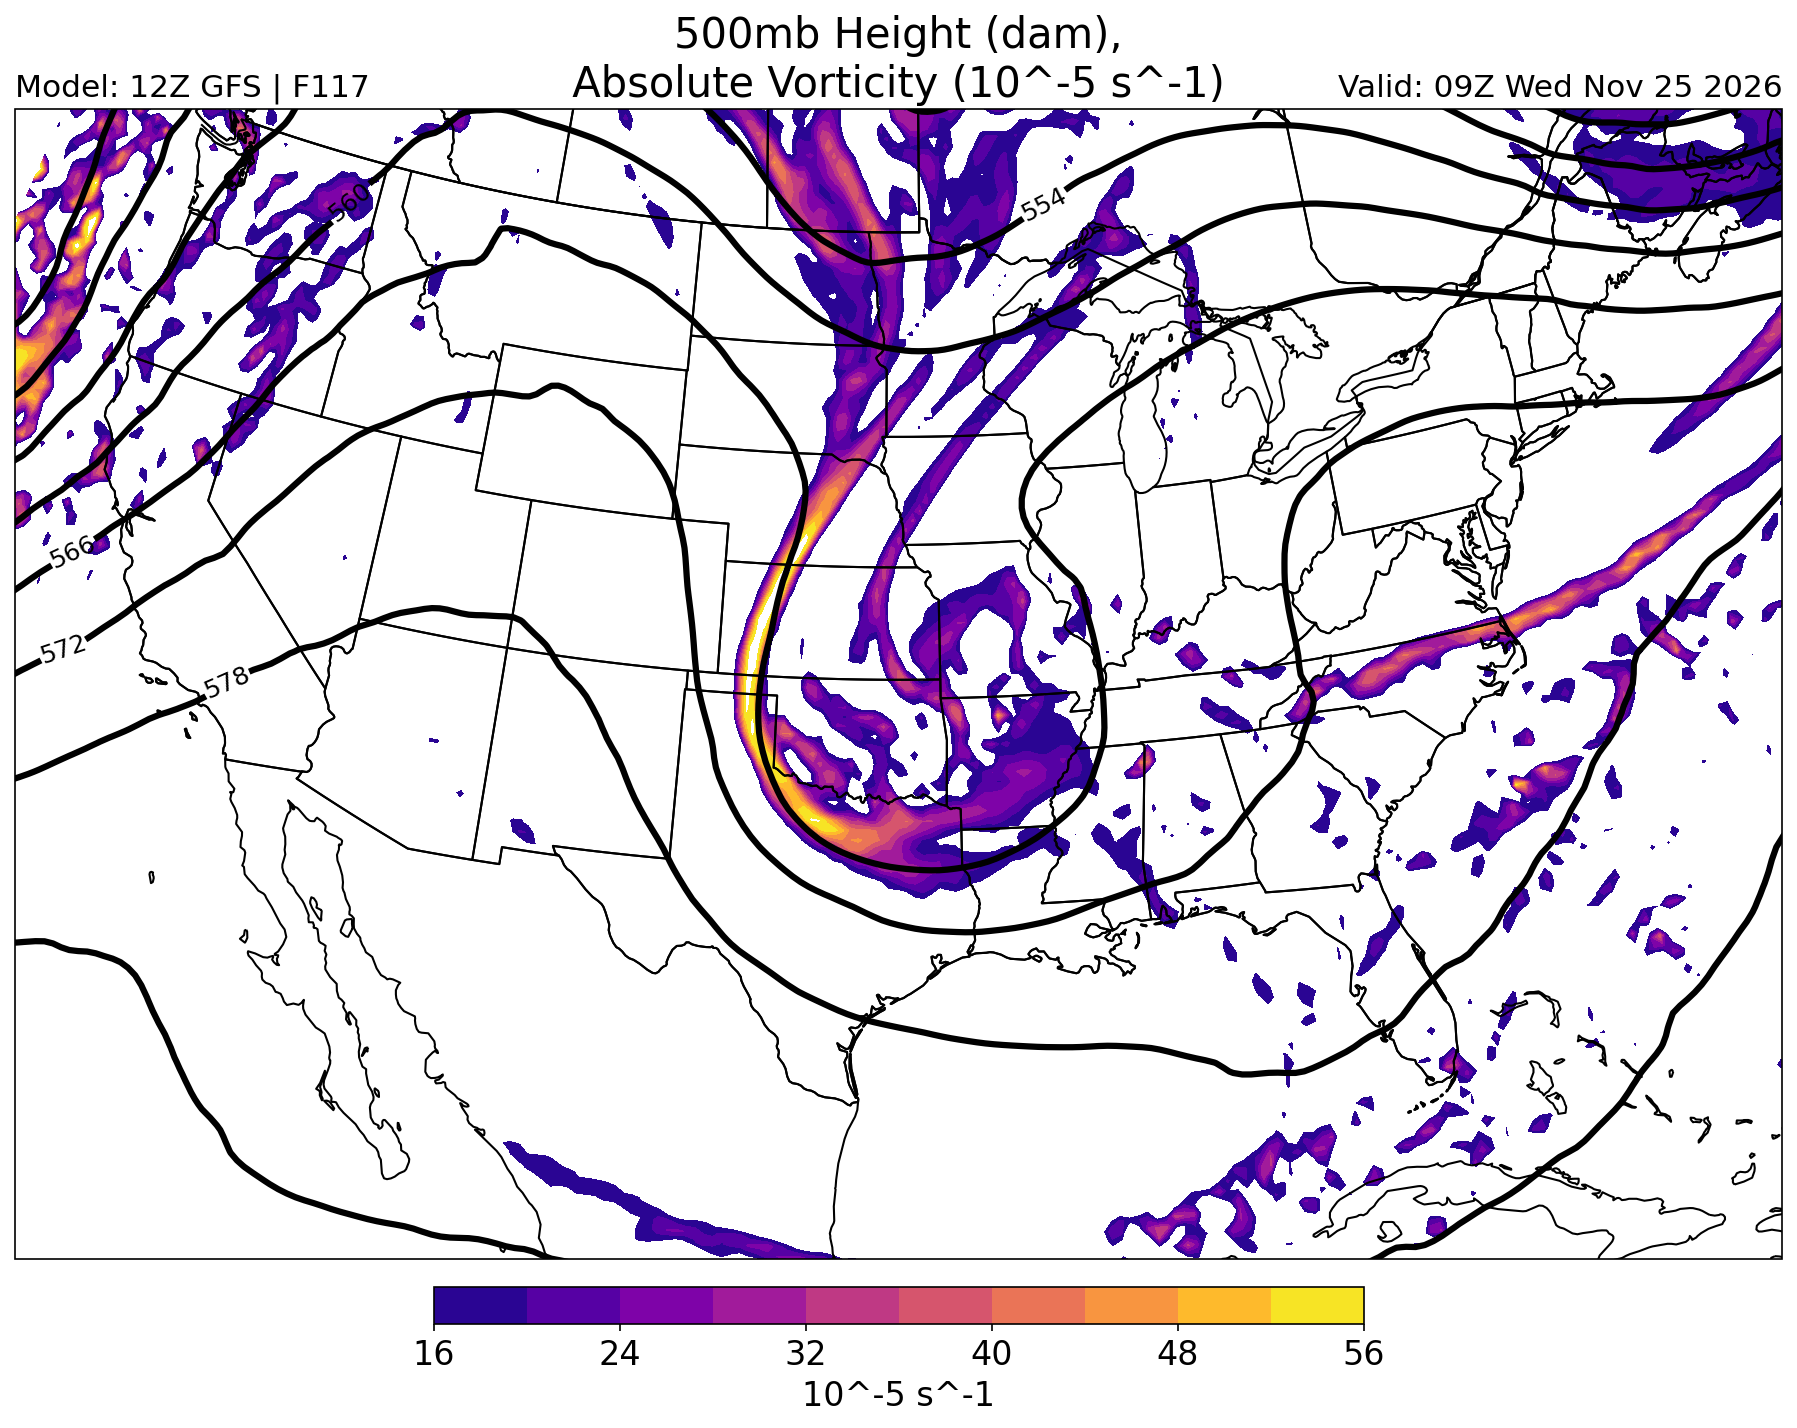 500mb Height (dam),
Absolute Vorticity (10^-5 s^-1)
Model: 12Z GFS | F117
Valid: 09Z Wed Nov 25 2026
560
554
566
572
578
16 24 32 40 48 56
10^-5 s^-1